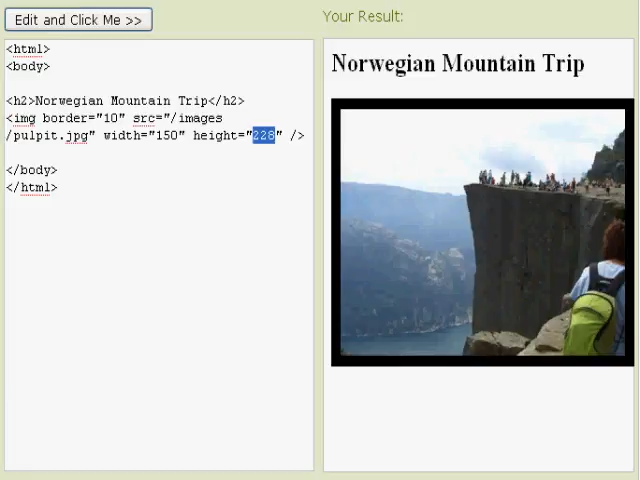 Edit and Click Me >>
Your Result:
<html>
<body>
<h2>Norwegian Mountain Trip</h2>
<img border="10" src="/images
/pulpit.jpg" width="150" height="228" />
</body>
</html>
Norwegian Mountain Trip